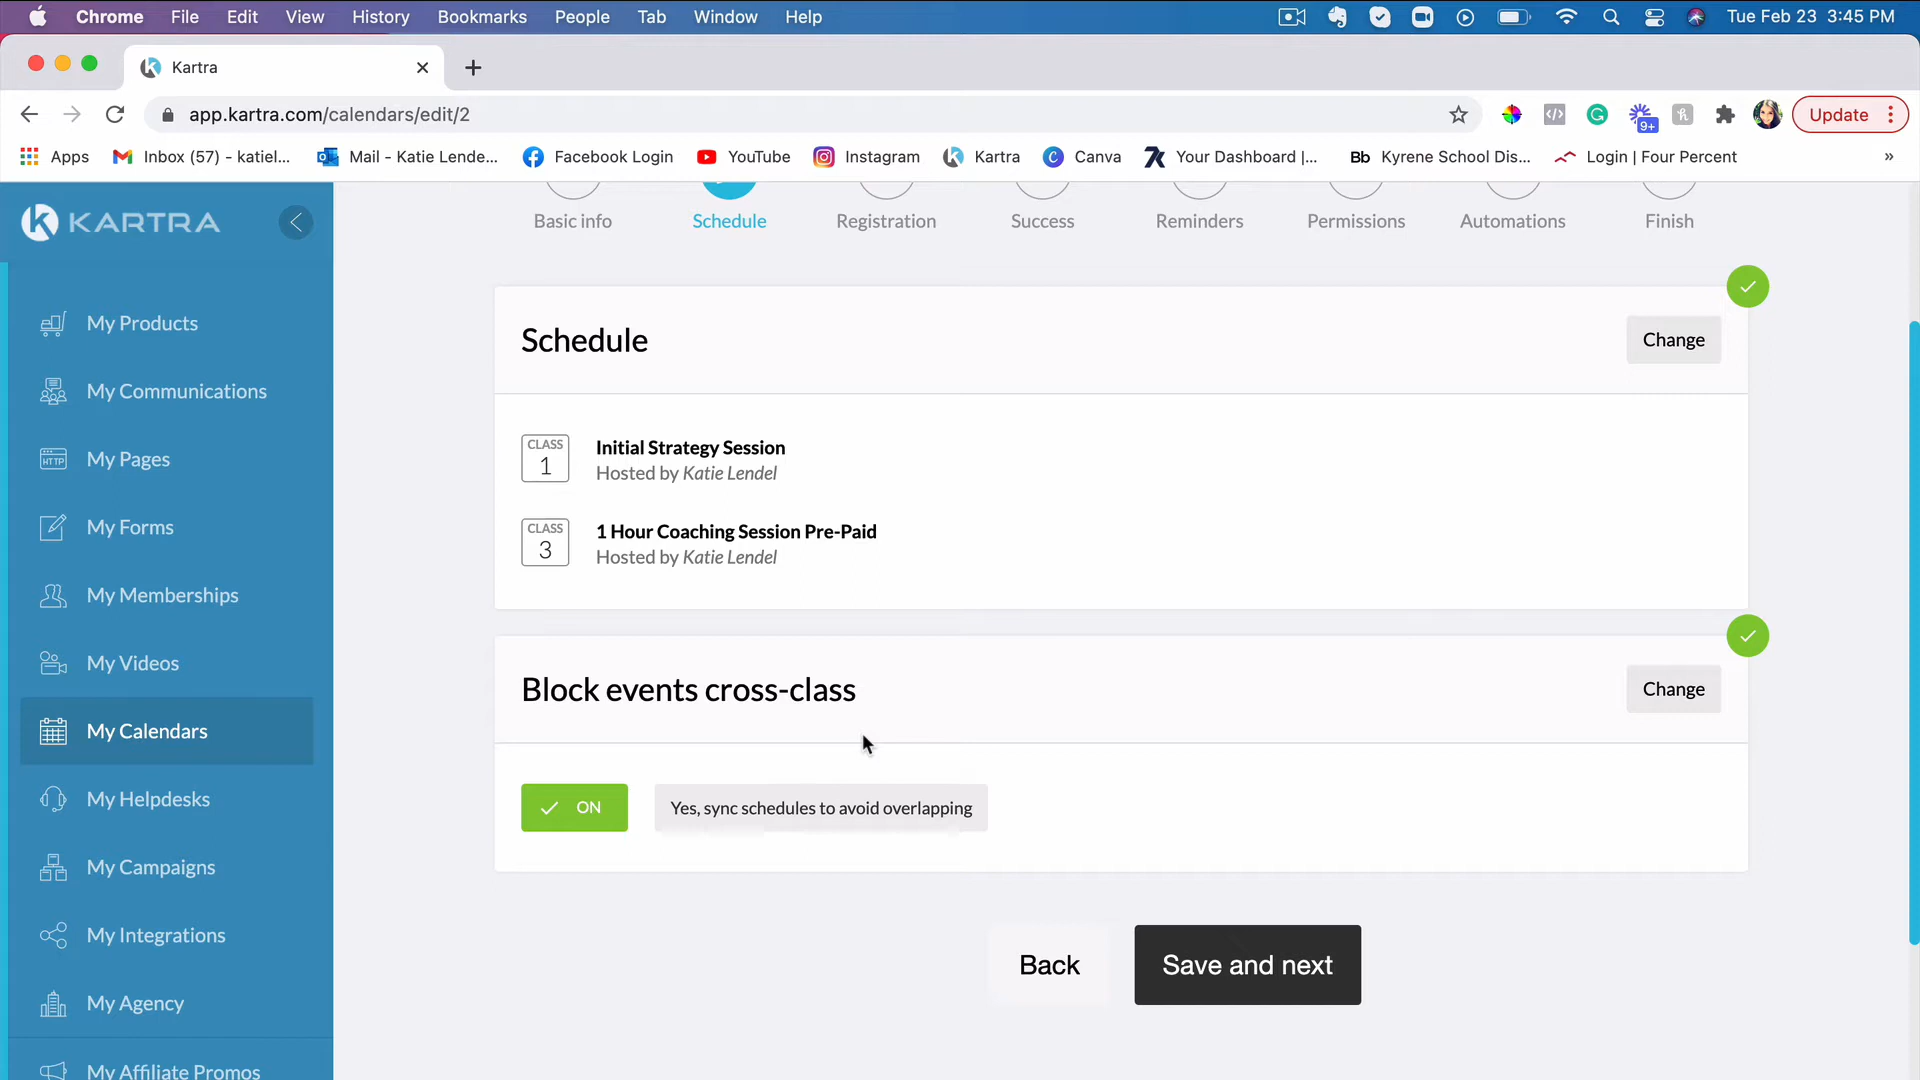 Chrome File Edit View History Bookmarks People Tab Window Help Tue Feb 23 3:45 PM
Kartra
app.kartra.com/calendars/edit/2 9+ Update
Apps Inbox (57) - katiel... Mail - Katie Lende... Facebook Login YouTube Instagram Kartra Canva Your Dashboard |... Bb Kyrene School Dis... Login | Four Percent »
KARTRA
Basic info Schedule Registration Success Reminders Permissions Automations Finish
My Products
My Communications
HTTP My Pages
My Forms
My Memberships
My Videos
My Calendars
My Helpdesks
My Campaigns
My Integrations
My Agency
My Affiliate Promos
Schedule Change
CLASS
1
Initial Strategy Session
Hosted by Katie Lendel
CLASS
3
1 Hour Coaching Session Pre-Paid
Hosted by Katie Lendel
Block events cross-class Change
ON Yes, sync schedules to avoid overlapping
Back Save and next